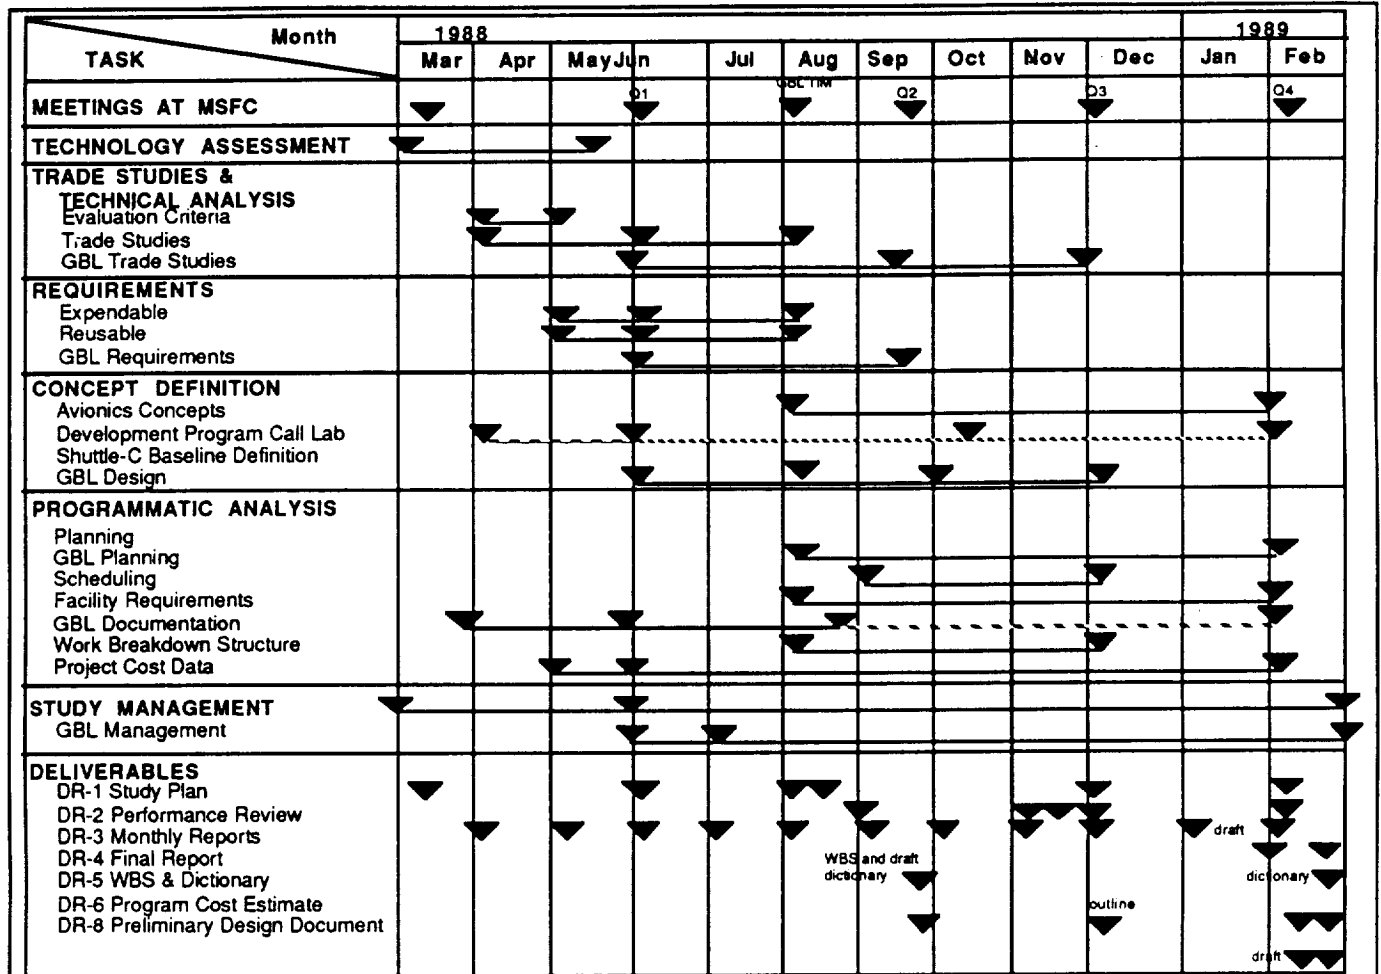 Month 1988 1989
TASK Mar Apr May Jun Jul Aug Sep Oct Nov Dec Jan Feb
GBL TIM
Q1 Q2 Q3 Q4
MEETINGS AT MSFC
TECHNOLOGY ASSESSMENT
TRADE STUDIES &
TECHNICAL ANALYSIS
Evaluation Criteria
Trade Studies
GBL Trade Studies
REQUIREMENTS
Expendable
Reusable
GBL Requirements
CONCEPT DEFINITION
Avionics Concepts
Development Program Call Lab
Shuttle-C Baseline Definition
GBL Design
PROGRAMMATIC ANALYSIS
Planning
GBL Planning
Scheduling
Facility Requirements
GBL Documentation
Work Breakdown Structure
Project Cost Data
STUDY MANAGEMENT
GBL Management
DELIVERABLES
DR-1 Study Plan
DR-2 Performance Review
DR-3 Monthly Reports draft
DR-4 Final Report WBS and draft
DR-5 WBS & Dictionary dictionary dictionary
DR-6 Program Cost Estimate outline
DR-8 Preliminary Design Document
draft